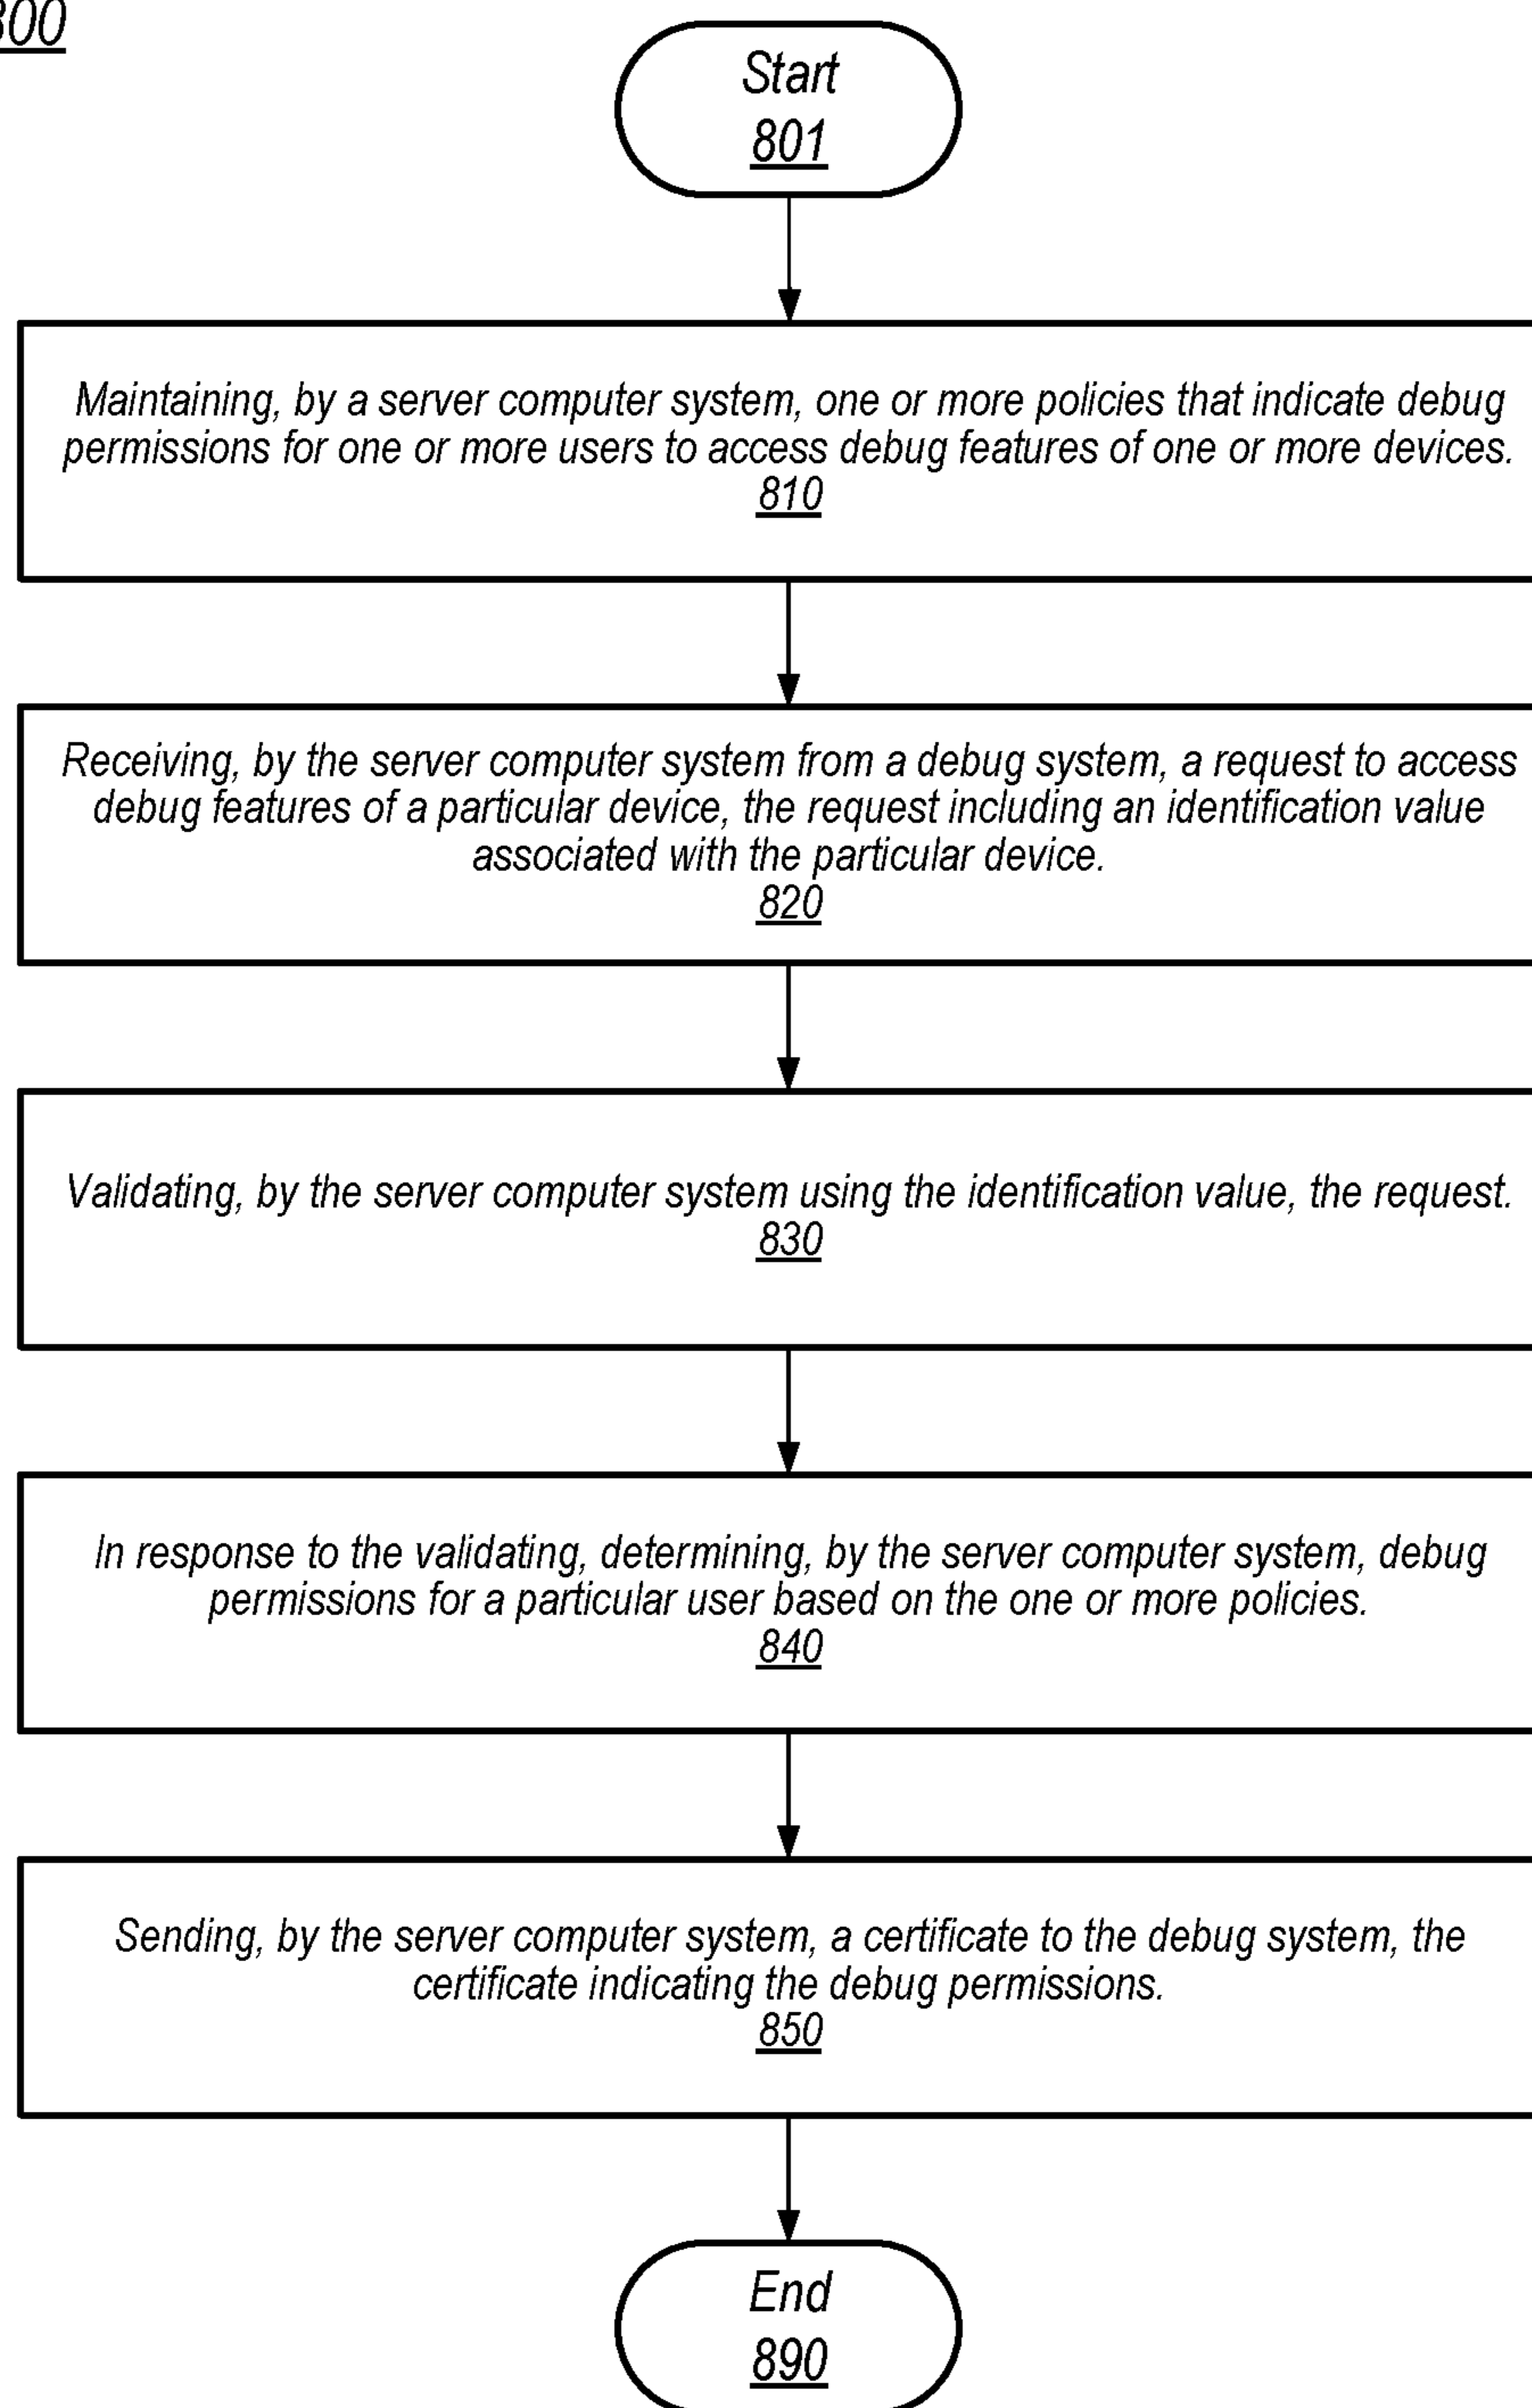 800
Start
801
Maintaining, by a server computer system, one or more policies that indicate debug
permissions for one or more users to access debug features of one or more devices.
810
Receiving, by the server computer system from a debug system, a request to access
debug features of a particular device, the request including an identification value
associated with the particular device.
820
Validating, by the server computer system using the identification value, the request.
830
In response to the validating, determining, by the server computer system, debug
permissions for a particular user based on the one or more policies.
840
Sending, by the server computer system, a certificate to the debug system, the
certificate indicating the debug permissions.
850
End
890